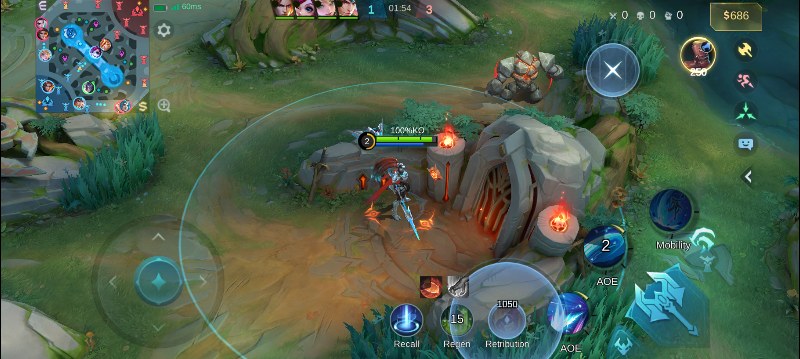 60ms
1 01:54 3
0 0 0
$686
250
2 100%KO
2
Mobility
AOE
15
1050
Recall Regen Retribution
AOE